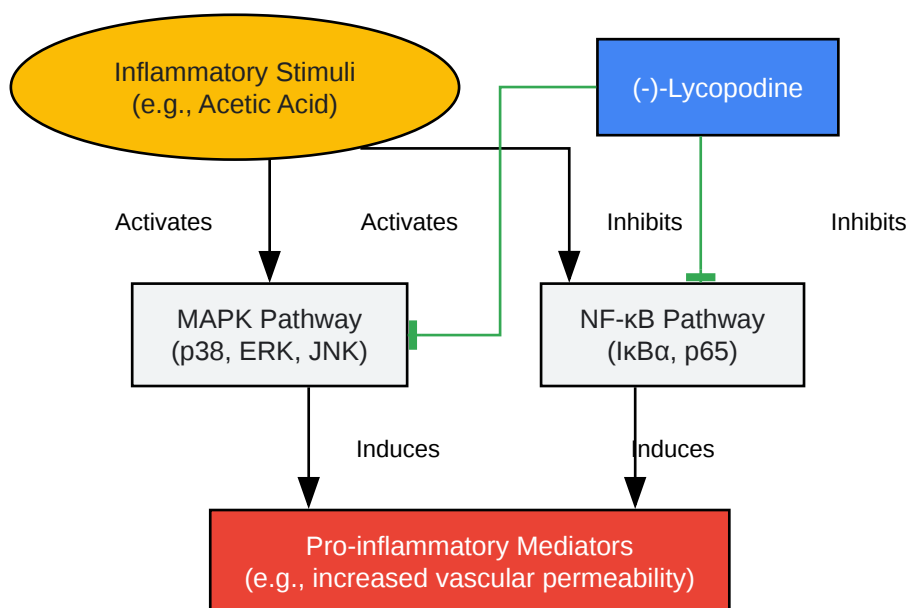 Inflammatory Stimuli
(e.g., Acetic Acid)
(-)-Lycopodine
Activates
Activates
Inhibits
Inhibits
MAPK Pathway
(p38, ERK, JNK)
NF-κB Pathway
(IκBα, p65)
Induces
Induces
Pro-inflammatory Mediators
(e.g., increased vascular permeability)